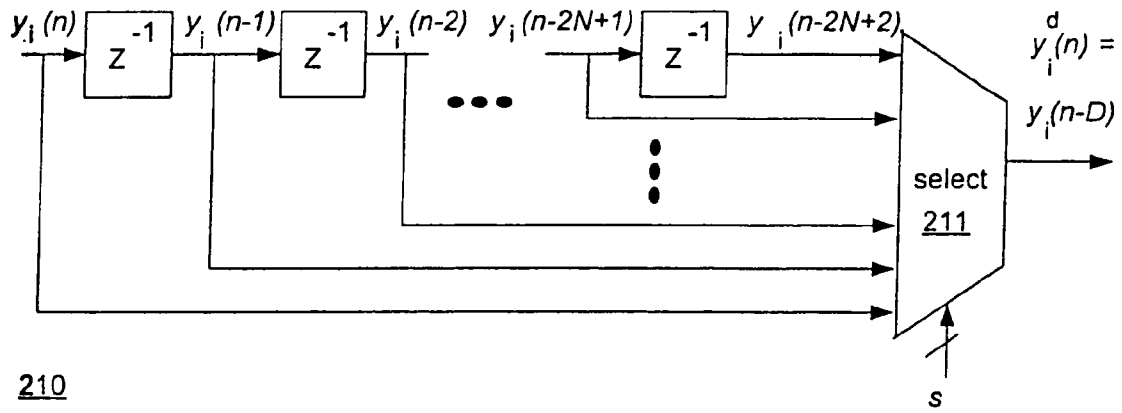 y_i(n) z^-1 y_i(n-1) z^-1 y_i(n-2) y_i(n-2N+1) z^-1 y_i(n-2N+2) y_i^d(n) =
y_i(n-D)
select
211
210
s